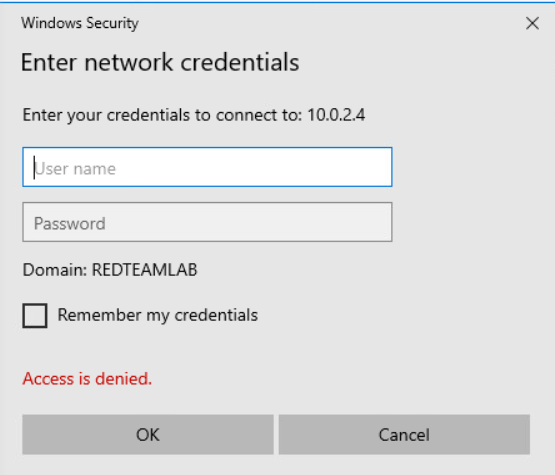 Windows Security
Enter network credentials
Enter your credentials to connect to: 10.0.2.4
User name
Password
Domain: REDTEAMLAB
Remember my credentials
Access is denied.
OK
Cancel